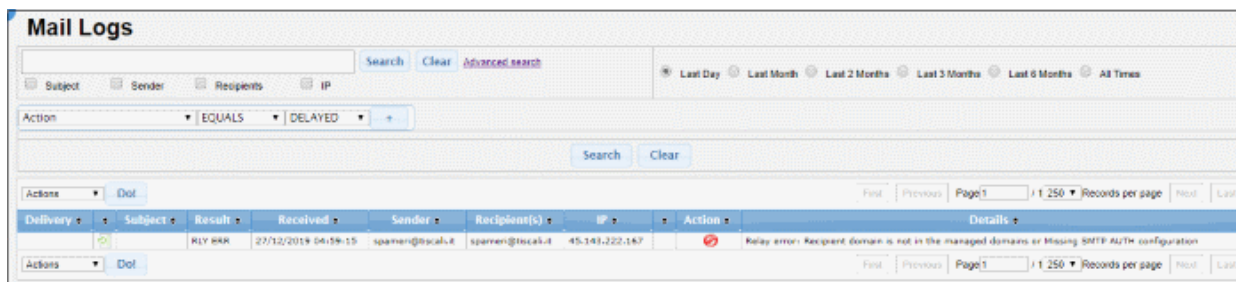 Mail Logs
Search Clear Advanced search
Subject Sender Recipients IP
Last Day Last Month Last 2 Months Last 3 Months Last 6 Months All Times
Action EQUALS DELAYED +
Search Clear
Actions Do!
First Previous Page 1 / 1 250 Records per page Next Last
Delivery Subject Result Received Sender Recipient(s) IP Action Details
RLY ERR 27/12/2019 04:59:15 spameri@tiscali.it spameri@tiscali.it 45.143.222.167 Relay error: Recipient domain is not in the managed domains or Missing SMTP AUTH configuration
Actions Do!
First Previous Page 1 / 1 250 Records per page Next Last